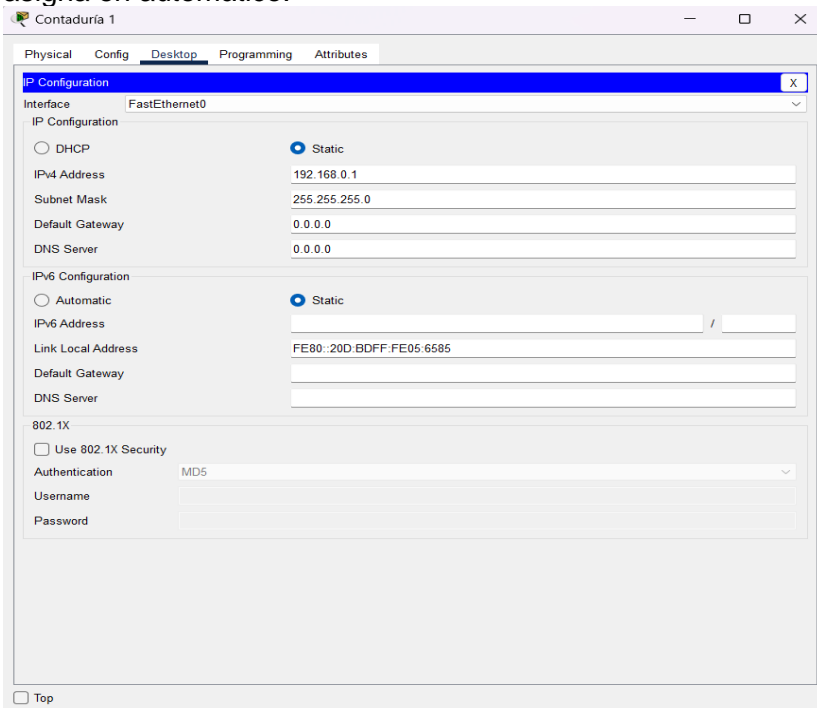 asigna en automático.
Contaduría 1
Physical Config Desktop Programming Attributes
IP Configuration X
Interface FastEthernet0
IP Configuration
DHCP Static
IPv4 Address 192.168.0.1
Subnet Mask 255.255.255.0
Default Gateway 0.0.0.0
DNS Server 0.0.0.0
IPv6 Configuration
Automatic Static
IPv6 Address /
Link Local Address FE80::20D:BDFF:FE05:6585
Default Gateway
DNS Server
802.1X
Use 802.1X Security
Authentication MD5
Username
Password
Top